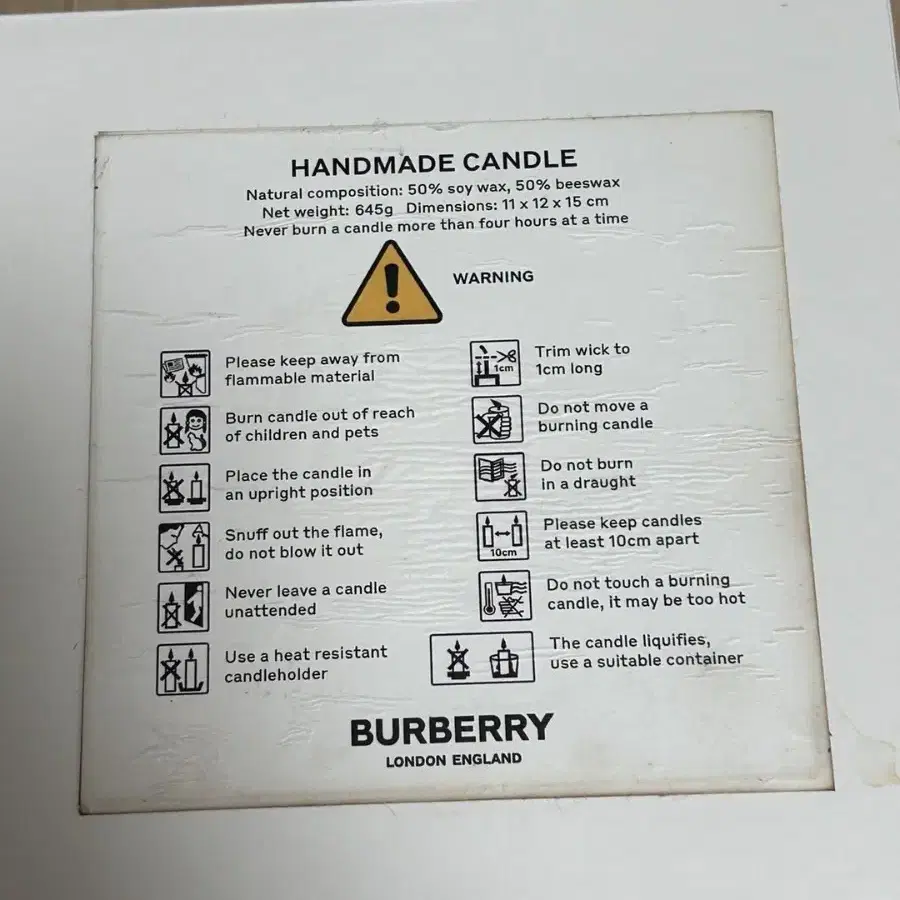 HANDMADE CANDLE
Natural composition: 50% soy wax, 50% beeswax
Net weight: 645g Dimensions: 11 x 12 x 15 cm
Never burn a candle more than four hours at a time
WARNING
Please keep away from
flammable material
Burn candle out of reach
of children and pets
Place the candle in
an upright position
Snuff out the flame,
do not blow it out
Never leave a candle
unattended
Use a heat resistant
candleholder
1cm
Trim wick to
1cm long
Do not move a
burning candle
Do not burn
in a draught
10cm
Please keep candles
at least 10cm apart
Do not touch a burning
candle, it may be too hot
The candle liquifies,
use a suitable container
BURBERRY
LONDON ENGLAND